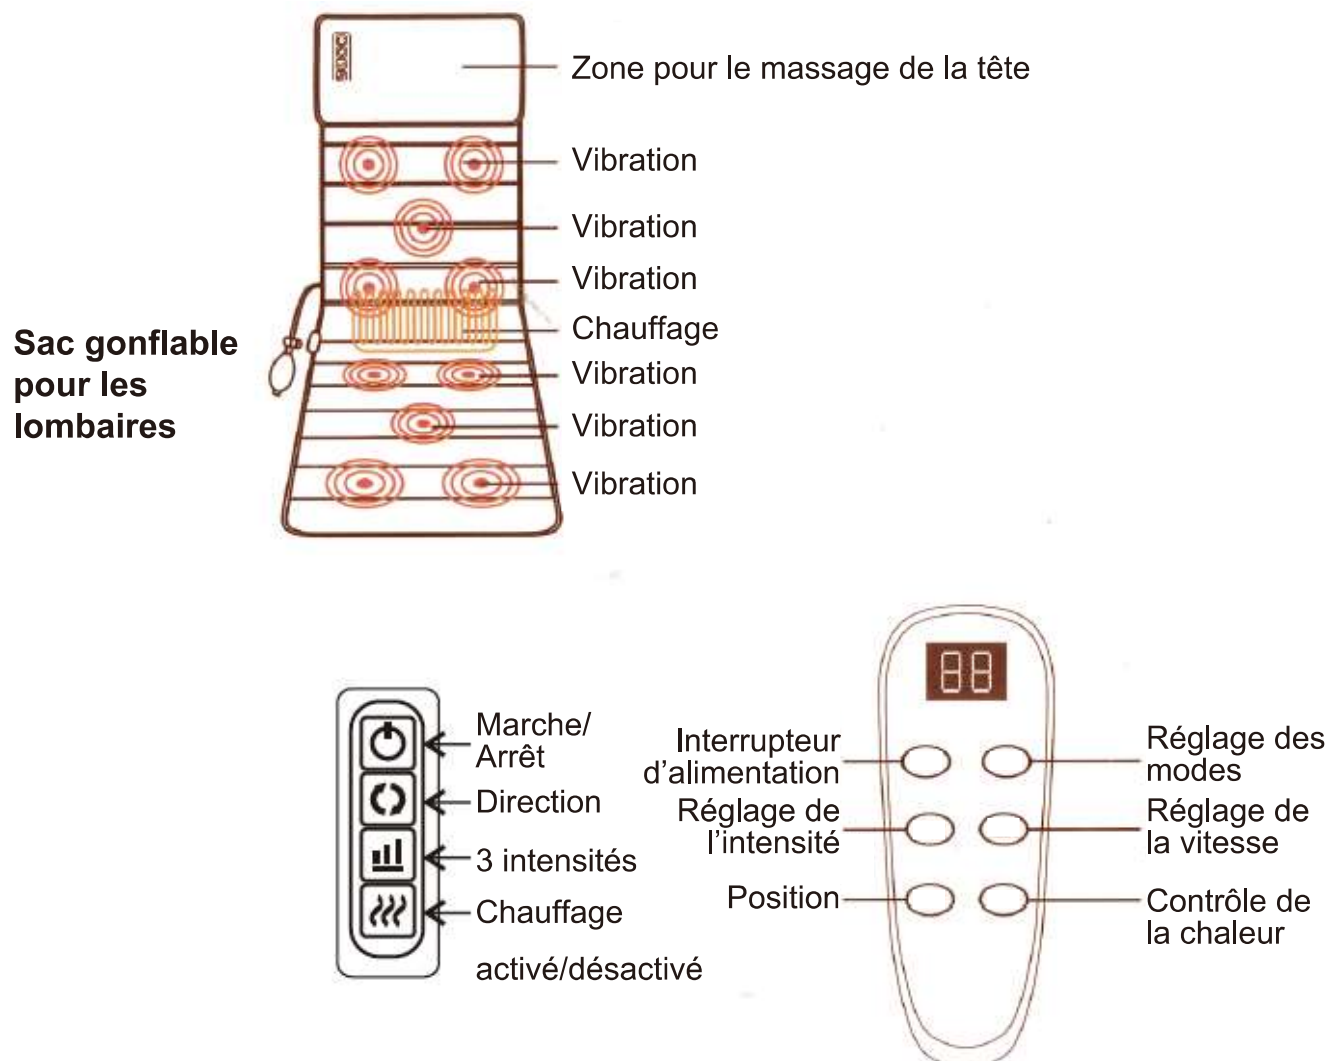 Zone pour le massage de la tête
Vibration
Vibration
Vibration
Chauffage
Vibration
Vibration
Vibration
Sac gonflable
pour les
lombaires
Marche/
Arrêt
Direction
3 intensités
Chauffage
activé/désactivé
88
Interrupteur
d’alimentation
Réglage de
l’intensité
Position
Réglage des
modes
Réglage de
la vitesse
Contrôle de
la chaleur